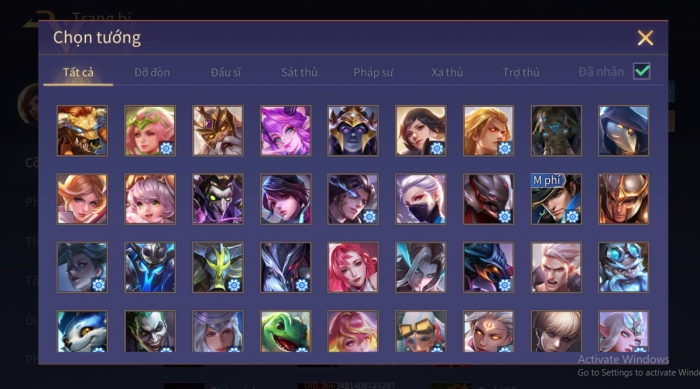 Trang bị
Chọn tướng
Tất cả
Đỡ đòn
Đấu sĩ
Sát thủ
Pháp sư
Xạ thủ
Trợ thủ
Đã nhận
M phí
Activate Windows
Go to Settings to activate Wind